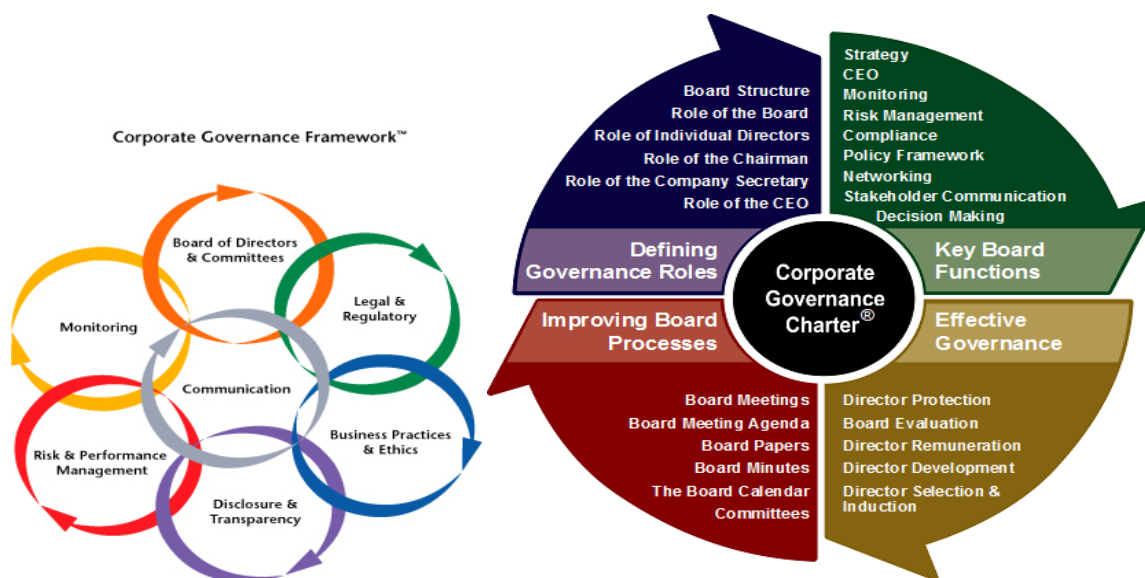 Corporate Governance Framework™
Board of Directors
& Committees
Legal &
Regulatory
Monitoring
Communication
Business Practices
& Ethics
Risk & Performance
Management
Disclosure &
Transparency
Board Structure
Role of the Board
Role of Individual Directors
Role of the Chairman
Role of the Company Secretary
Role of the CEO
Defining
Governance Roles
Strategy
CEO
Monitoring
Risk Management
Compliance
Policy Framework
Networking
Stakeholder Communication
Decision Making
Key Board
Functions
Corporate
Governance
Charter®
Improving Board
Processes
Board Meetings
Board Meeting Agenda
Board Papers
Board Minutes
The Board Calendar
Committees
Effective
Governance
Director Protection
Board Evaluation
Director Remuneration
Director Development
Director Selection &
Induction